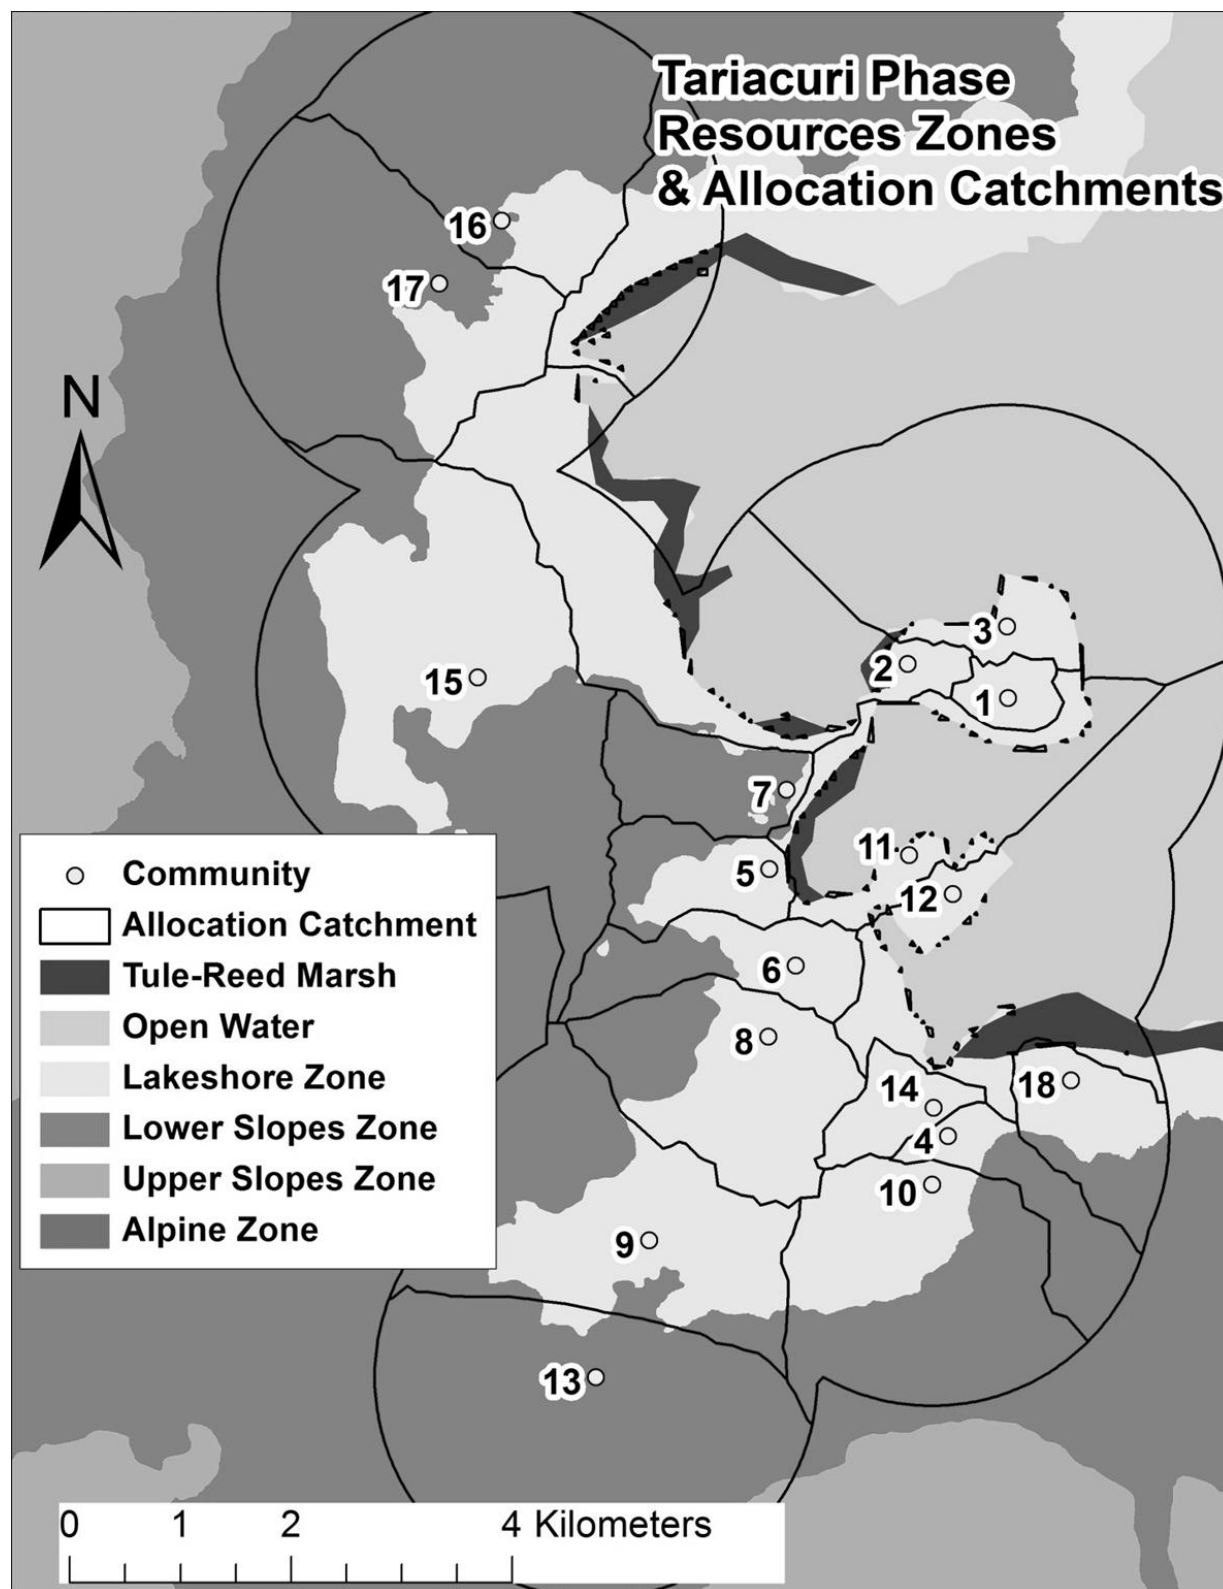 Tariacuri Phase
Resources Zones
& Allocation Catchments
16
17
N
3
2
15
1
7
11
5
12
6
8
14
18
4
10
9
13
Community
Allocation Catchment
Tule-Reed Marsh
Open Water
Lakeshore Zone
Lower Slopes Zone
Upper Slopes Zone
Alpine Zone
0 1 2 4 Kilometers